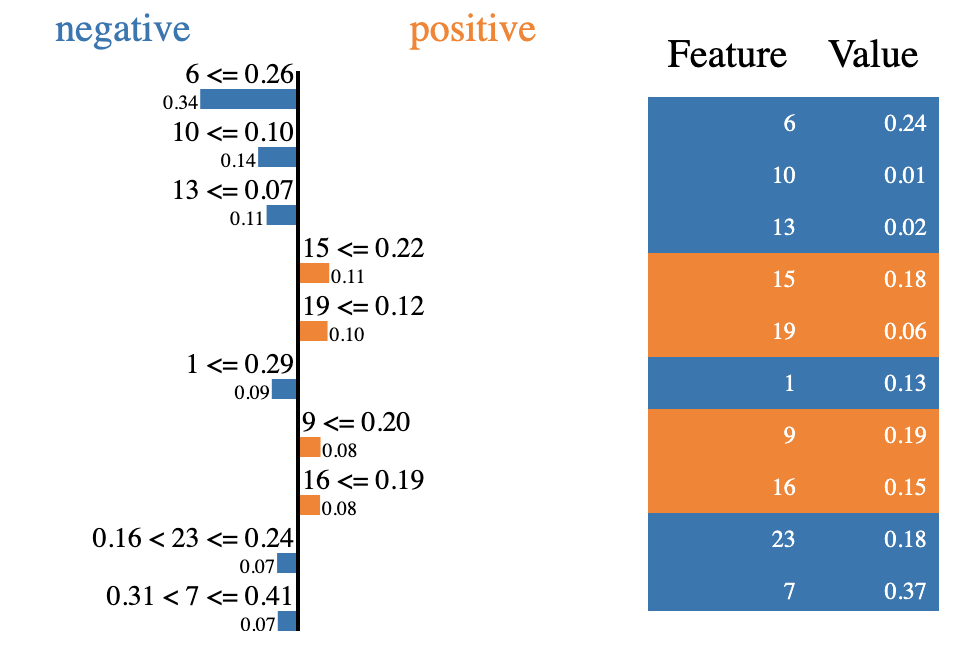 negative positive
6 <= 0.26
0.34
10 <= 0.10
0.14
13 <= 0.07
0.11
15 <= 0.22
0.11
19 <= 0.12
0.10
1 <= 0.29
0.09
9 <= 0.20
0.08
16 <= 0.19
0.08
0.16 < 23 <= 0.24
0.07
0.31 < 7 <= 0.41
0.07
Feature Value
6 0.24
10 0.01
13 0.02
15 0.18
19 0.06
1 0.13
9 0.19
16 0.15
23 0.18
7 0.37